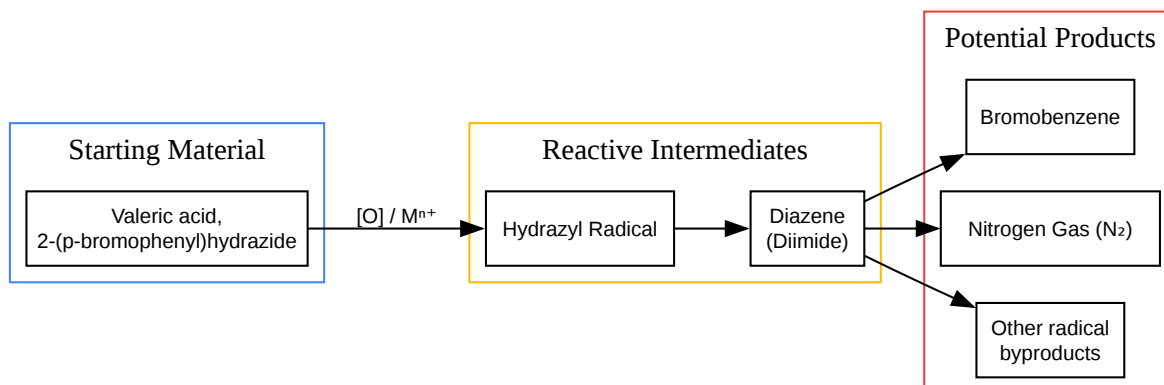 Starting Material
Valeric acid,
2-(p-bromophenyl)hydrazide
[O] / Mⁿ⁺
Reactive Intermediates
Hydrazyl Radical
Diazene
(Diimide)
Potential Products
Bromobenzene
Nitrogen Gas (N₂)
Other radical
byproducts